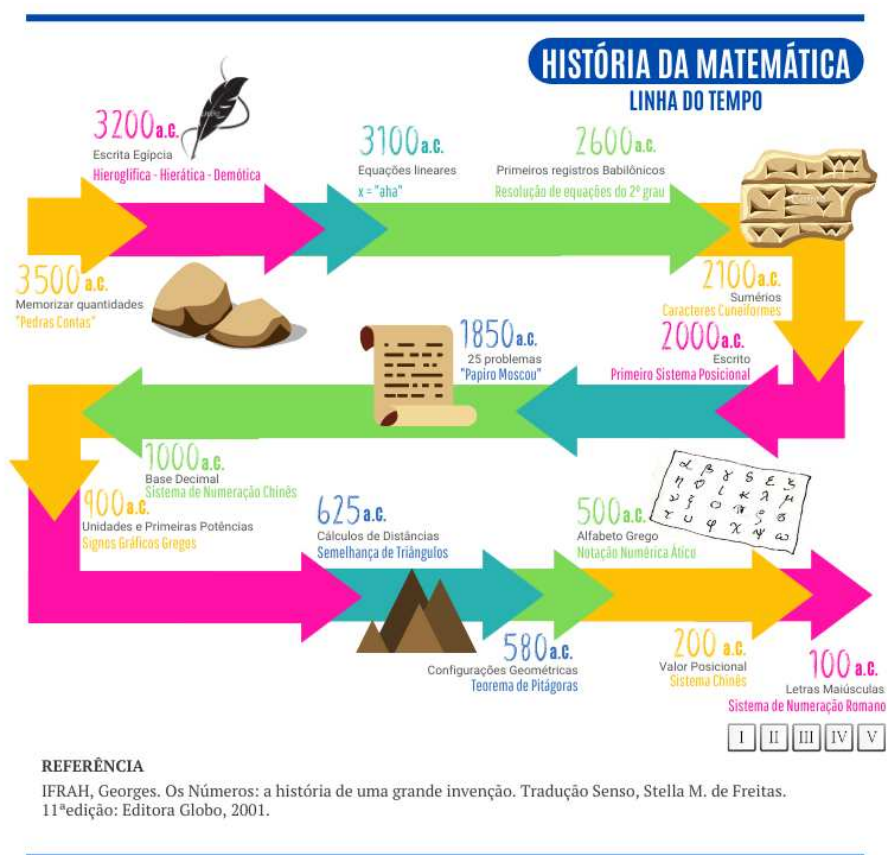 HISTÓRIA DA MATEMÁTICA
LINHA DO TEMPO
3200a.C.
Escrita Egípcia
Hieroglífica - Hierática - Demótica
3100a.C.
Equações lineares
x = "aha"
2600a.C.
Primeiros registros Babilônicos
Resolução de equações do 2º grau
3500a.C.
Memorizar quantidades
"Pedras Contas"
2100a.C.
Sumérios
Caracteres Cuneiformes
2000a.C.
Escrito
Primeiro Sistema Posicional
1850a.C.
25 problemas
"Papiro Moscou"
1000a.C.
Base Decimal
Sistema de Numeração Chinês
900a.C.
Unidades e Primeiras Potências
Signos Gráficos Gregos
625a.C.
Cálculos de Distâncias
Semelhança de Triângulos
500a.C.
Alfabeto Grego
Notação Numérica Ático
580a.C.
Configurações Geométricas
Teorema de Pitágoras
200 a.C.
Valor Posicional
Sistema Chinês
100 a.C.
Letras Maiúsculas
Sistema de Numeração Romano
I II III IV V
REFERÊNCIA
IFRAH, Georges. Os Números: a história de uma grande invenção. Tradução Senso, Stella M. de Freitas.
11ªedição: Editora Globo, 2001.